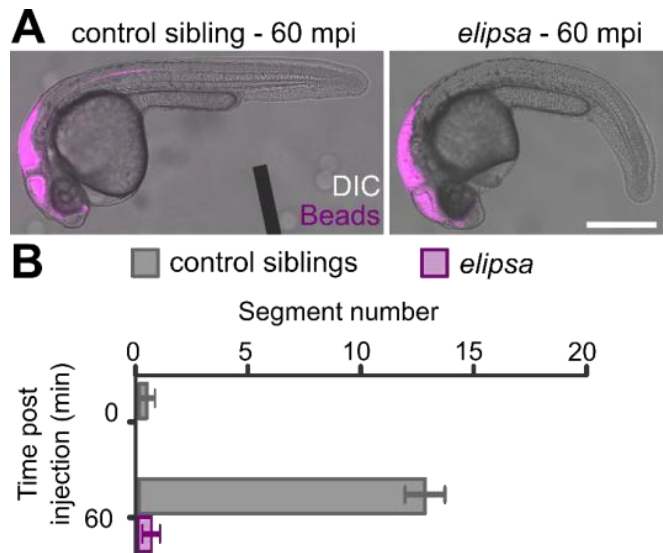 A control sibling - 60 mpi elipsa - 60 mpi
DIC
Beads
B control siblings elipsa
Segment number
0 5 10 15 20
Time post
injection (min)
0
60